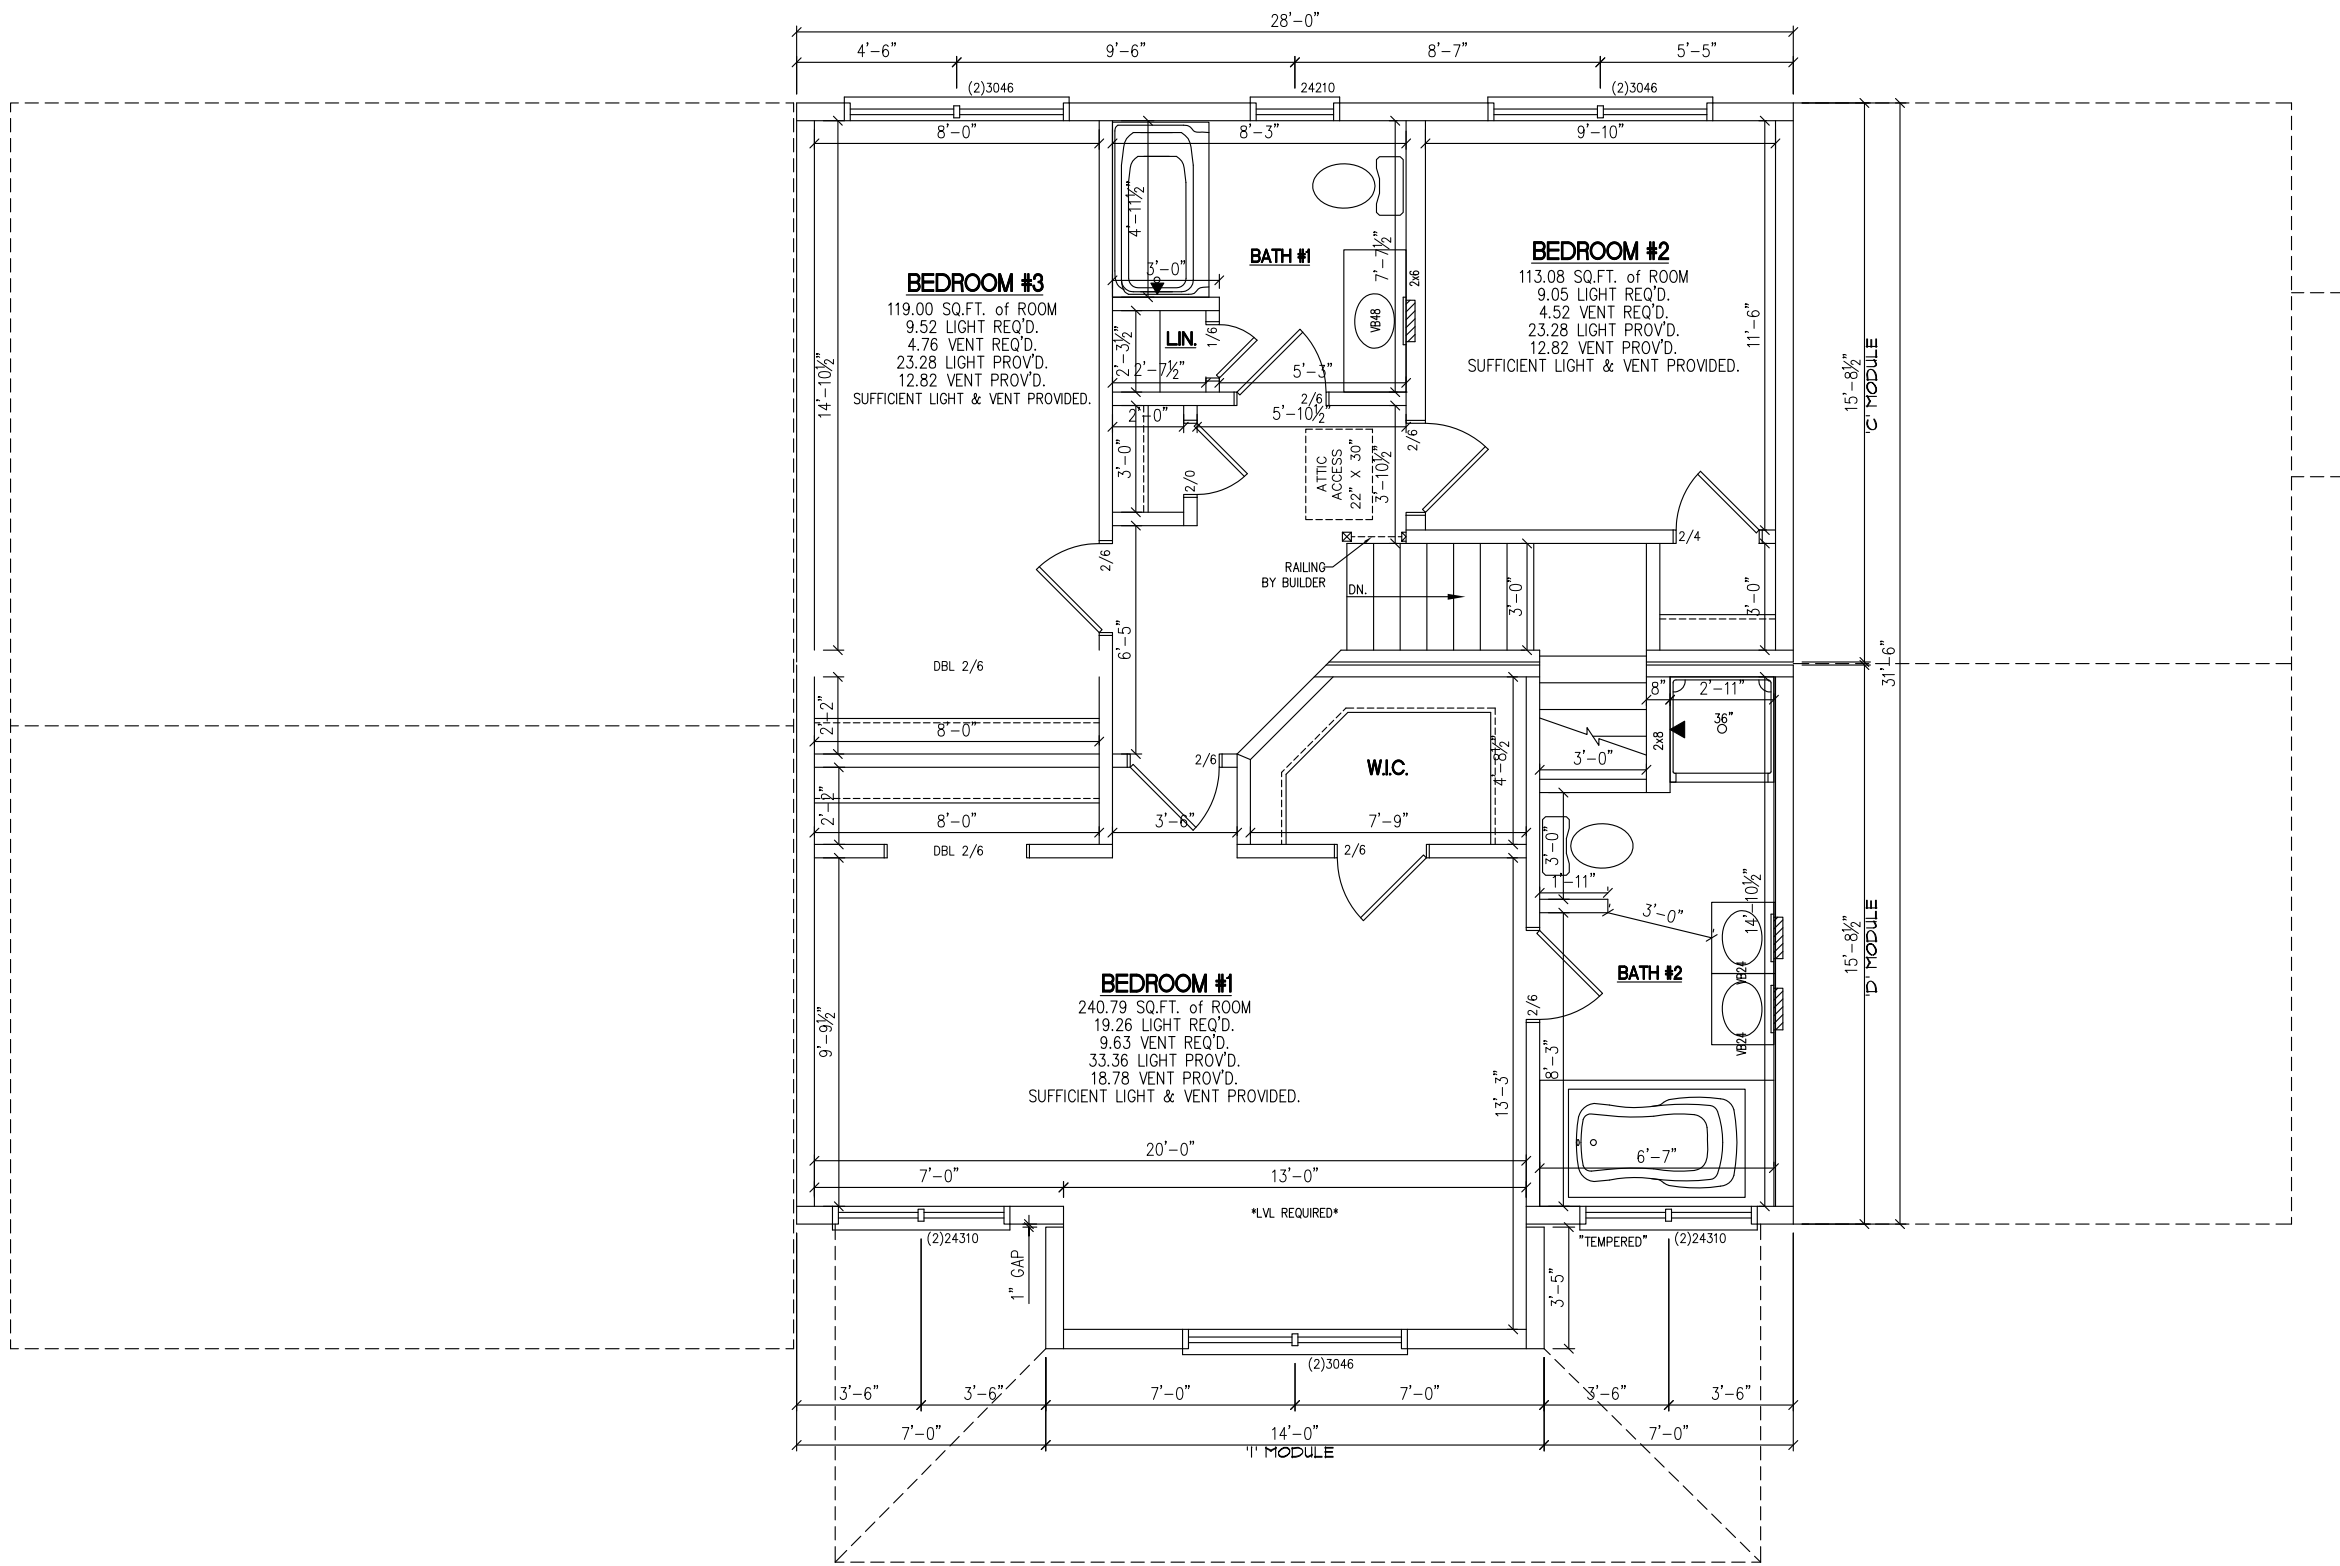 28'-0"
4'-6" 9'-6" 8'-7" 5'-5"
(2)3046 24210 (2)3046
8'-0" 8'-3" 9'-10"
4'-11½"
3'-0"
BATH #1
7'-7½"
2x6
VB48
BEDROOM #3
119.00 SQ.FT. of ROOM
9.52 LIGHT REQ'D.
4.76 VENT REQ'D.
23.28 LIGHT PROV'D.
12.82 VENT PROV'D.
SUFFICIENT LIGHT & VENT PROVIDED.
14'-10½"
BEDROOM #2
113.08 SQ.FT. of ROOM
9.05 LIGHT REQ'D.
4.52 VENT REQ'D.
23.28 LIGHT PROV'D.
12.82 VENT PROV'D.
SUFFICIENT LIGHT & VENT PROVIDED.
11'-6"
15'-8½"
'C' MODULE
LIN.
1/6
2'-3½"
2'-7½" 5'-3"
2/6
2'-0" 5'-10½"
3'-0"
2/0
ATTIC
ACCESS
22" X 30"
3'-10½"
2/6
2/4
2/6
RAILING
BY BUILDER
DN.
3'-0"
3'-0"
6'-5"
31'-6"
DBL 2/6
2'-2"
8'-0"
2/6
W.I.C.
4'-8½"
8" 2'-11"
36"
2x8
3'-0"
2'-2"
8'-0" 3'-6" 7'-9"
DBL 2/6
2/6
3'-0"
1'-11"
3'-0"
14'-10½"
15'-8½"
'D' MODULE
BATH #2
VB24
VB24
2/6
8'-3"
BEDROOM #1
240.79 SQ.FT. of ROOM
19.26 LIGHT REQ'D.
9.63 VENT REQ'D.
33.36 LIGHT PROV'D.
18.78 VENT PROV'D.
SUFFICIENT LIGHT & VENT PROVIDED.
9'-9½"
13'-3"
20'-0"
7'-0" 13'-0"
6'-7"
*LVL REQUIRED*
(2)24310
"TEMPERED" (2)24310
1" GAP
3'-5"
(2)3046
3'-6" 3'-6" 7'-0" 7'-0" 3'-6" 3'-6"
7'-0" 14'-0" 7'-0"
'I' MODULE